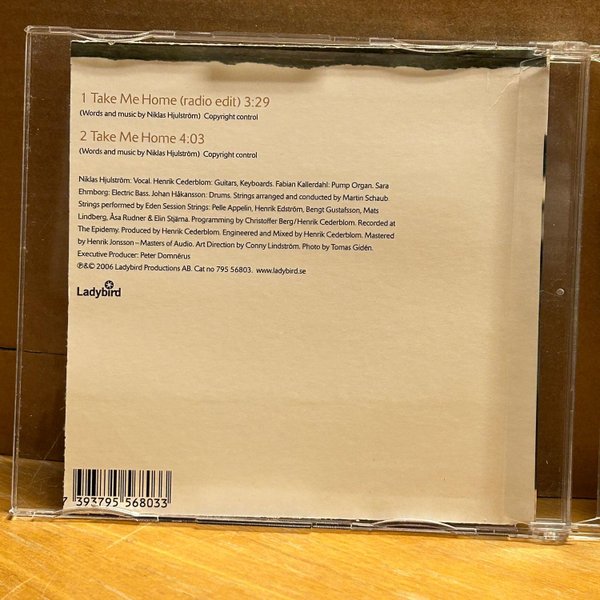 1 Take Me Home (radio edit) 3:29
(Words and music by Niklas Hjulström) Copyright control
2 Take Me Home 4:03
(Words and music by Niklas Hjulström) Copyright control
Niklas Hjulström: Vocal. Henrik Cederblom: Guitars, Keyboards. Fabian Kallerdahl: Pump Organ. Sara
Ehrnborg: Electric Bass. Johan Håkansson: Drums. Strings arranged and conducted by Martin Schaub.
Strings performed by Eden Session Strings: Pelle Appelin, Henrik Edström, Bengt Gustafsson, Mats
Lindberg, Åsa Rudner & Elin Stjärna. Programming by Christoffer Berg/Henrik Cederblom. Recorded at
The Epidemy. Produced by Henrik Cederblom. Engineered and Mixed by Henrik Cederblom. Mastered
by Henrik Jonsson – Masters of Audio. Art Direction by Conny Lindström. Photo by Tomas Gidén.
Executive Producer: Peter Domnérus
℗&© 2006 Ladybird Productions AB. Cat no 795 56803. www.ladybird.se
Ladybird
7 393795 568033